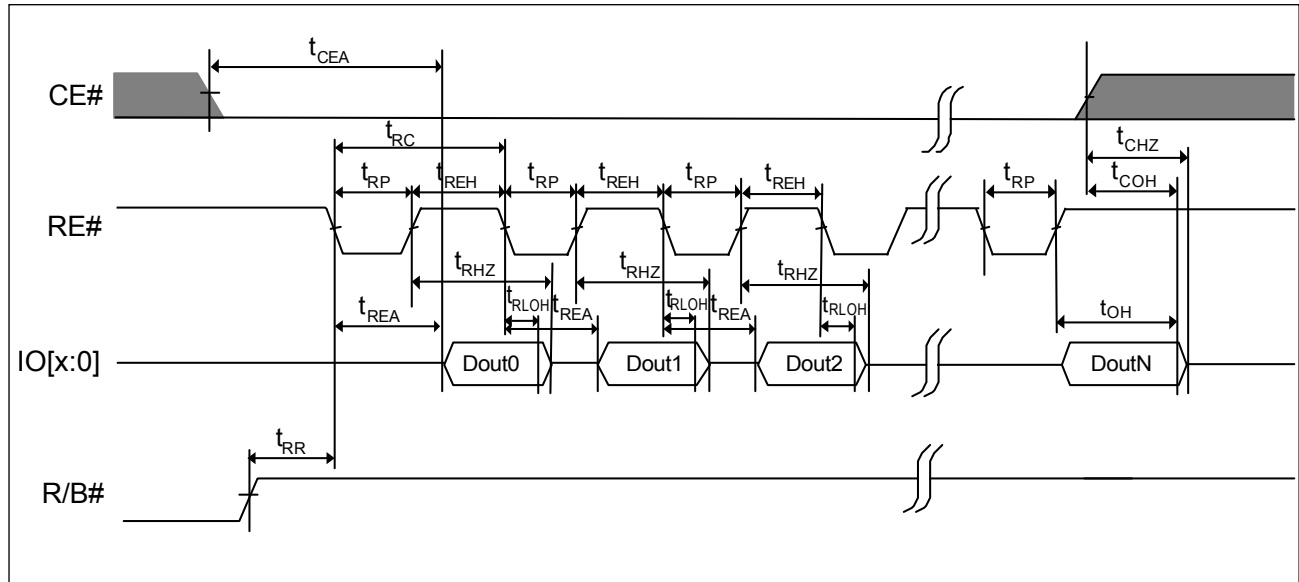 tCEA
CE#
tRC
tCHZ
tRP tREH tRP tREH tRP tREH tRP tCOH
RE#
tRHZ tRHZ tRHZ
tREA tRLOH tREA tRLOH tREA tRLOH tOH
IO[x:0] Dout0 Dout1 Dout2 DoutN
tRR
R/B#